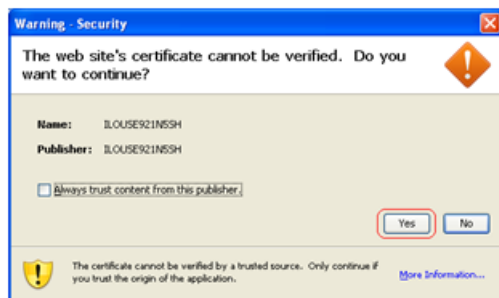 Warning - Security
The web site's certificate cannot be verified. Do you
want to continue?
Name: ILOUSE921NSSH
Publisher: ILOUSE921NSSH
Always trust content from this publisher.
Yes No
The certificate cannot be verified by a trusted source. Only continue if
you trust the origin of the application.
More Information...